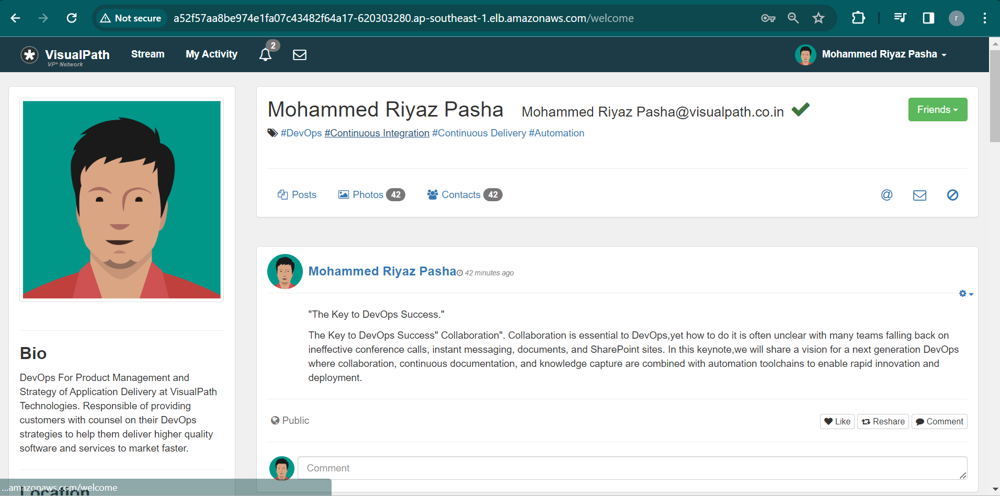 Not secure a52f57aa8be974e1fa07c43482f64a17-620303280.ap-southeast-1.elb.amazonaws.com/welcome r
VisualPath Stream My Activity 2 Mohammed Riyaz Pasha
VP* Network
Mohammed Riyaz Pasha Mohammed Riyaz Pasha@visualpath.co.in Friends
#DevOps #Continuous Integration #Continuous Delivery #Automation
Posts Photos 42 Contacts 42 @
Mohammed Riyaz Pasha 42 minutes ago
"The Key to DevOps Success."
The Key to DevOps Success" Collaboration". Collaboration is essential to DevOps,yet how to do it is often unclear with many teams falling back on
ineffective conference calls, instant messaging, documents, and SharePoint sites. In this keynote,we will share a vision for a next generation DevOps
where collaboration, continuous documentation, and knowledge capture are combined with automation toolchains to enable rapid innovation and
deployment.
Public Like Reshare Comment
Comment
Bio
DevOps For Product Management and
Strategy of Application Delivery at VisualPath
Technologies. Responsible of providing
customers with counsel on their DevOps
strategies to help them deliver higher quality
software and services to market faster.
Location
...amazonaws.com/welcome